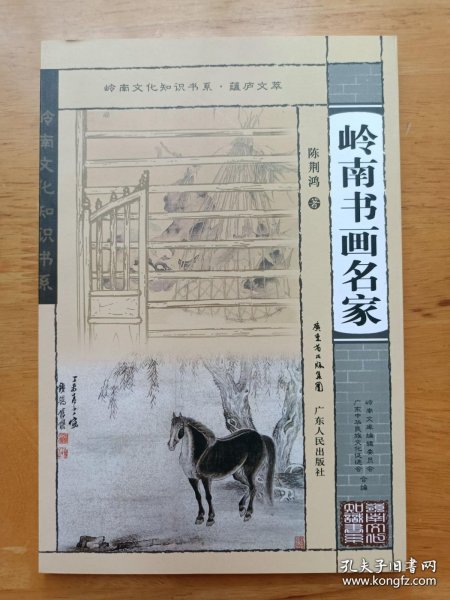 岭南文化知识书系·蕴庐文萃
岭南文化知识书系
岭南书画名家
陈荆鸿 著
广东省出版集团
广东人民出版社
岭南文库编辑委员会
广东中华民族文化促进会
合编
孔夫子旧书网
www.kongfz.com